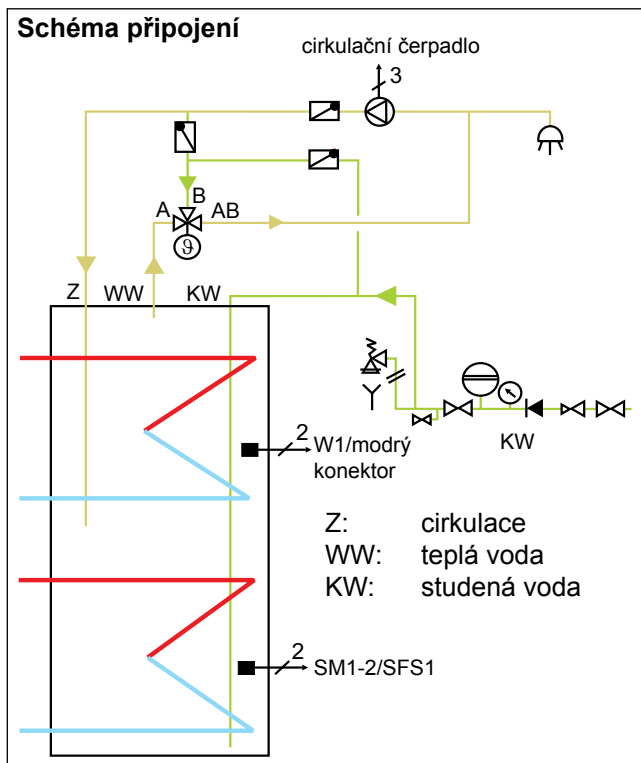 Schéma připojení
cirkulační čerpadlo
3
B
A
AB
ϑ
Z
WW
KW
2
W1/modrý
konektor
KW
Z: cirkulace
WW: teplá voda
KW: studená voda
2
SM1-2/SFS1